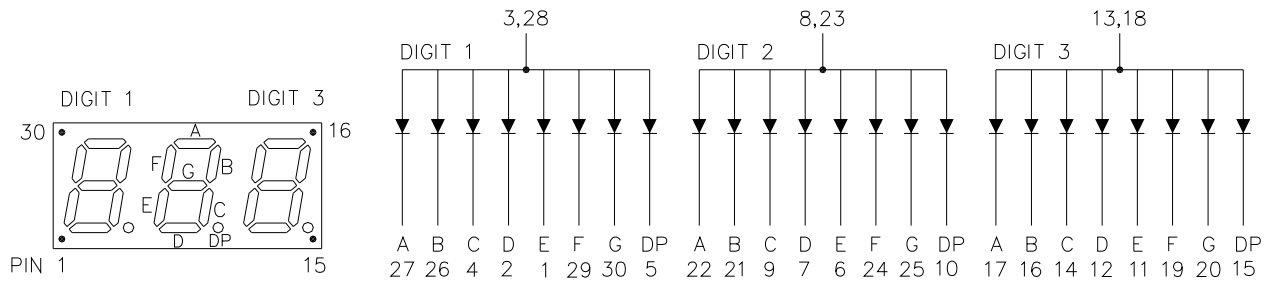 3,28 8,23 13,18
DIGIT 1 DIGIT 2 DIGIT 3
DIGIT 1 DIGIT 3
30 16
A
F B
G
E C
D DP
PIN 1 15
A B C D E F G DP A B C D E F G DP A B C D E F G DP
27 26 4 2 1 29 30 5 22 21 9 7 6 24 25 10 17 16 14 12 11 19 20 15